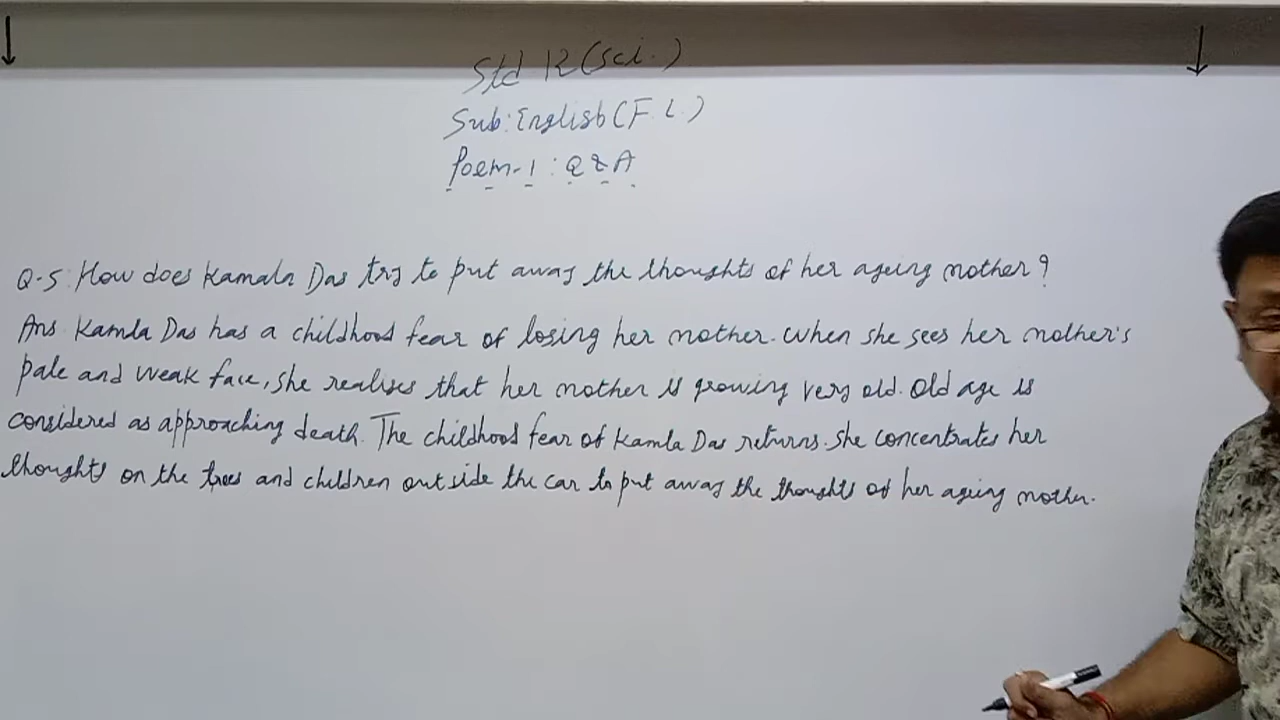 Std 12 (Sci.)
Sub: English (F.L.)
Poem-1 : Q & A
Q-5. How does Kamala Das try to put away the thoughts of her ageing mother?
Ans. Kamla Das has a childhood fear of losing her mother. When she sees her mother's
pale and weak face, she realises that her mother is growing very old. Old age is
considered as approaching death. The childhood fear of Kamla Das returns. She concentrates her
thoughts on the trees and children outside the car to put away the thoughts of her ageing mother.